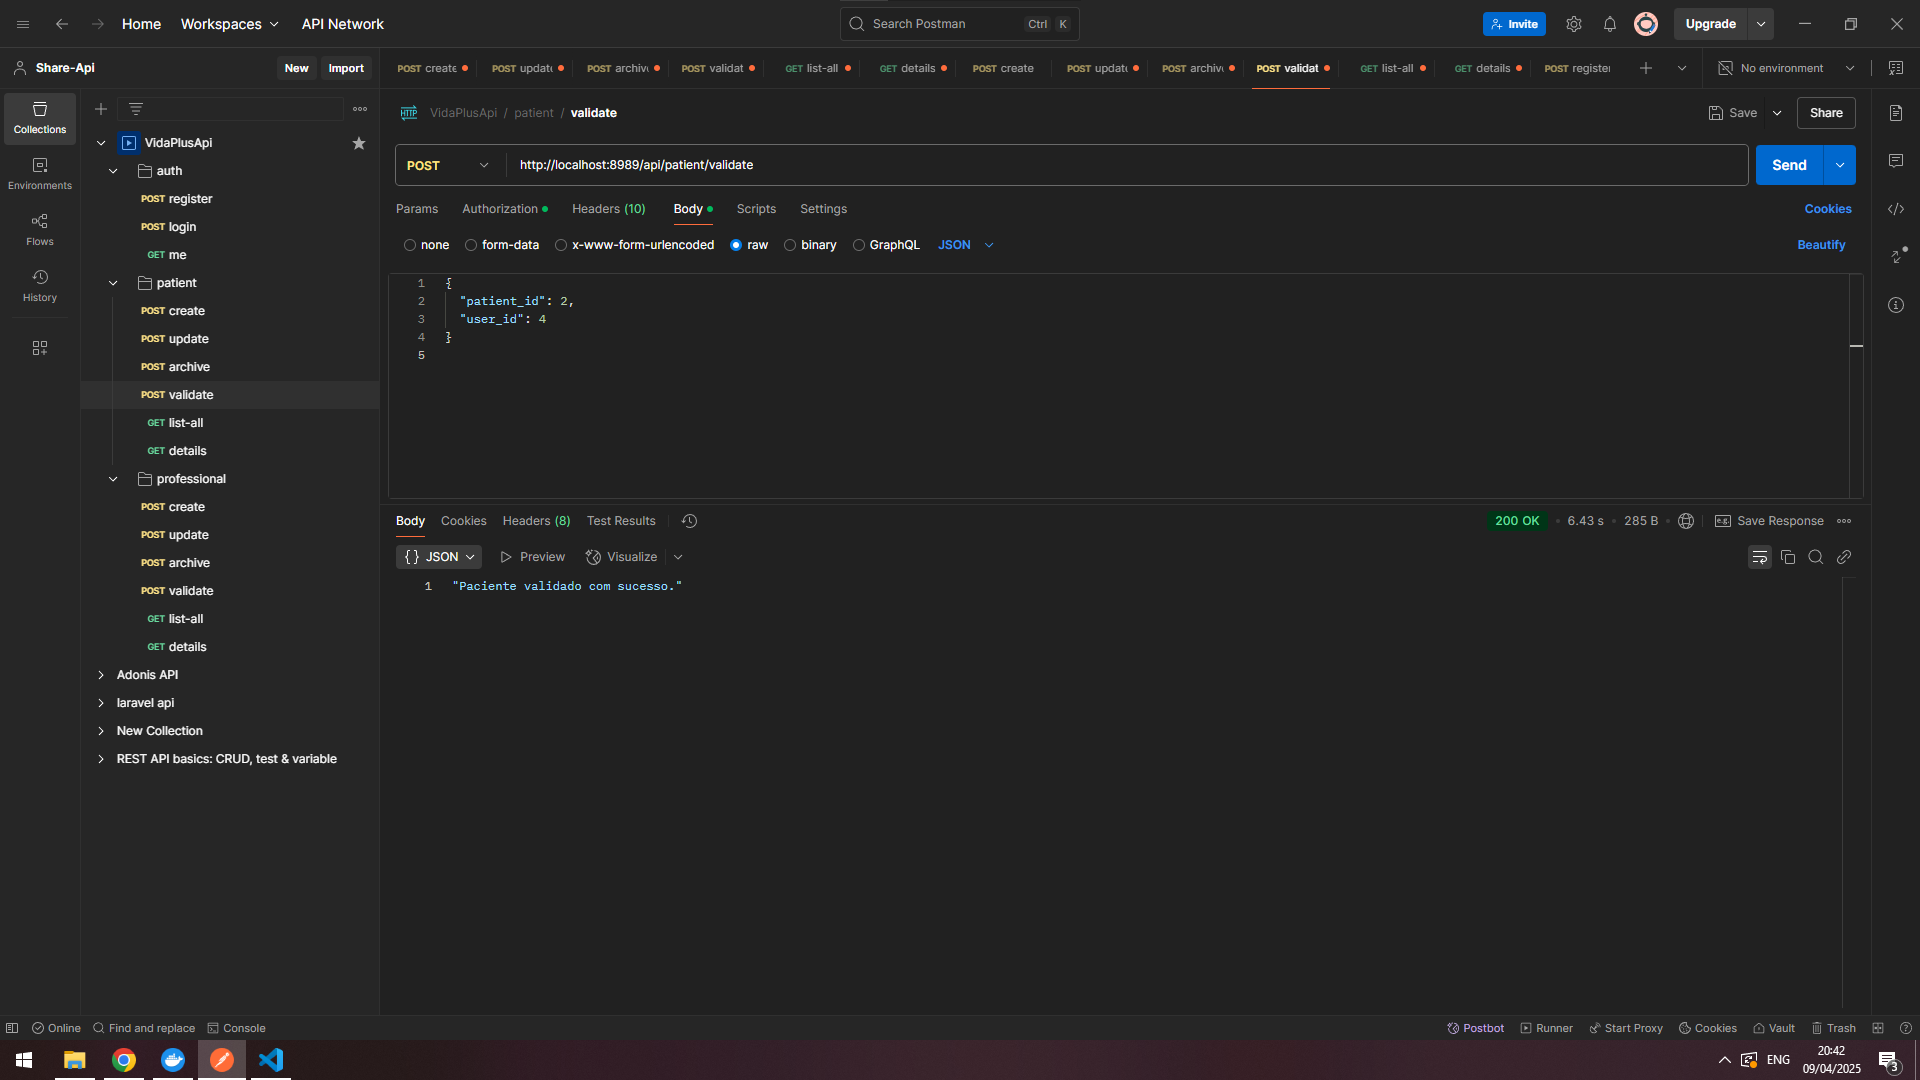 Home Workspaces API Network Search Postman Ctrl K Invite Upgrade
Share-Api New Import
POST create POST updat POST archiv POST validat GET list-all GET details POST create POST updat POST archiv POST validat GET list-all GET details POST register No environment
Collections
Environments
Flows
History
VidaPlusApi
auth
POST register
POST login
GET me
patient
POST create
POST update
POST archive
POST validate
GET list-all
GET details
professional
POST create
POST update
POST archive
POST validate
GET list-all
GET details
Adonis API
laravel api
New Collection
REST API basics: CRUD, test & variable
HTTP VidaPlusApi / patient / validate Save Share
POST http://localhost:8989/api/patient/validate Send
Params Authorization Headers (10) Body Scripts Settings Cookies
none form-data x-www-form-urlencoded raw binary GraphQL JSON Beautify
1 {
2 "patient_id": 2,
3 "user_id": 4
4 }
5
Body Cookies Headers (8) Test Results 200 OK • 6.43 s • 285 B • e.g. Save Response
{} JSON Preview Visualize
1 "Paciente validado com sucesso."
Online Find and replace Console Postbot Runner Start Proxy Cookies Vault Trash
ENG 20:42
09/04/2025 3